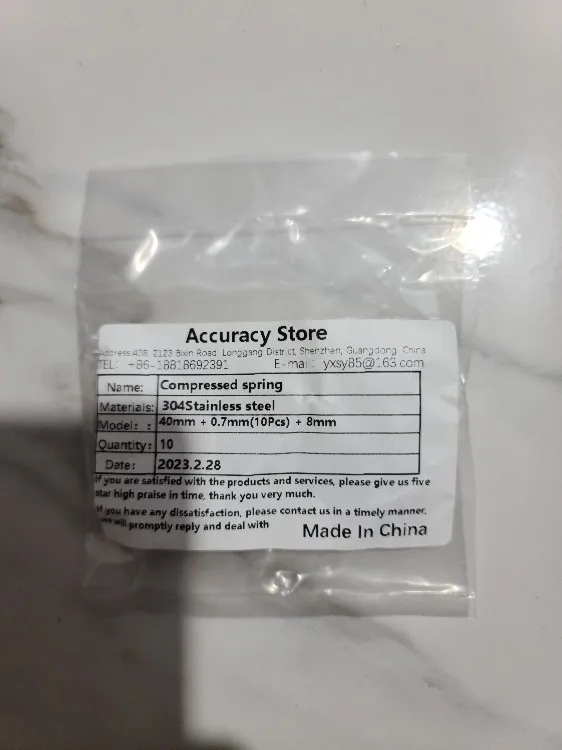 Accuracy Store
Address:408, 2123 Bixin Road, Longgang District, Shenzhen, Guangdong, China
TEL: +86-18818692391 E-mail: yxsy85@163.com
Name: Compressed spring
Materials: 304Stainless steel
Model: : 40mm + 0.7mm(10Pcs) + 8mm
Quantity: 10
Date: 2023.2.28
If you are satisfied with the products and services, please give us five
star high praise in time, thank you very much.
If you have any dissatisfaction, please contact us in a timely manner,
we will promptly reply and deal with
Made In China